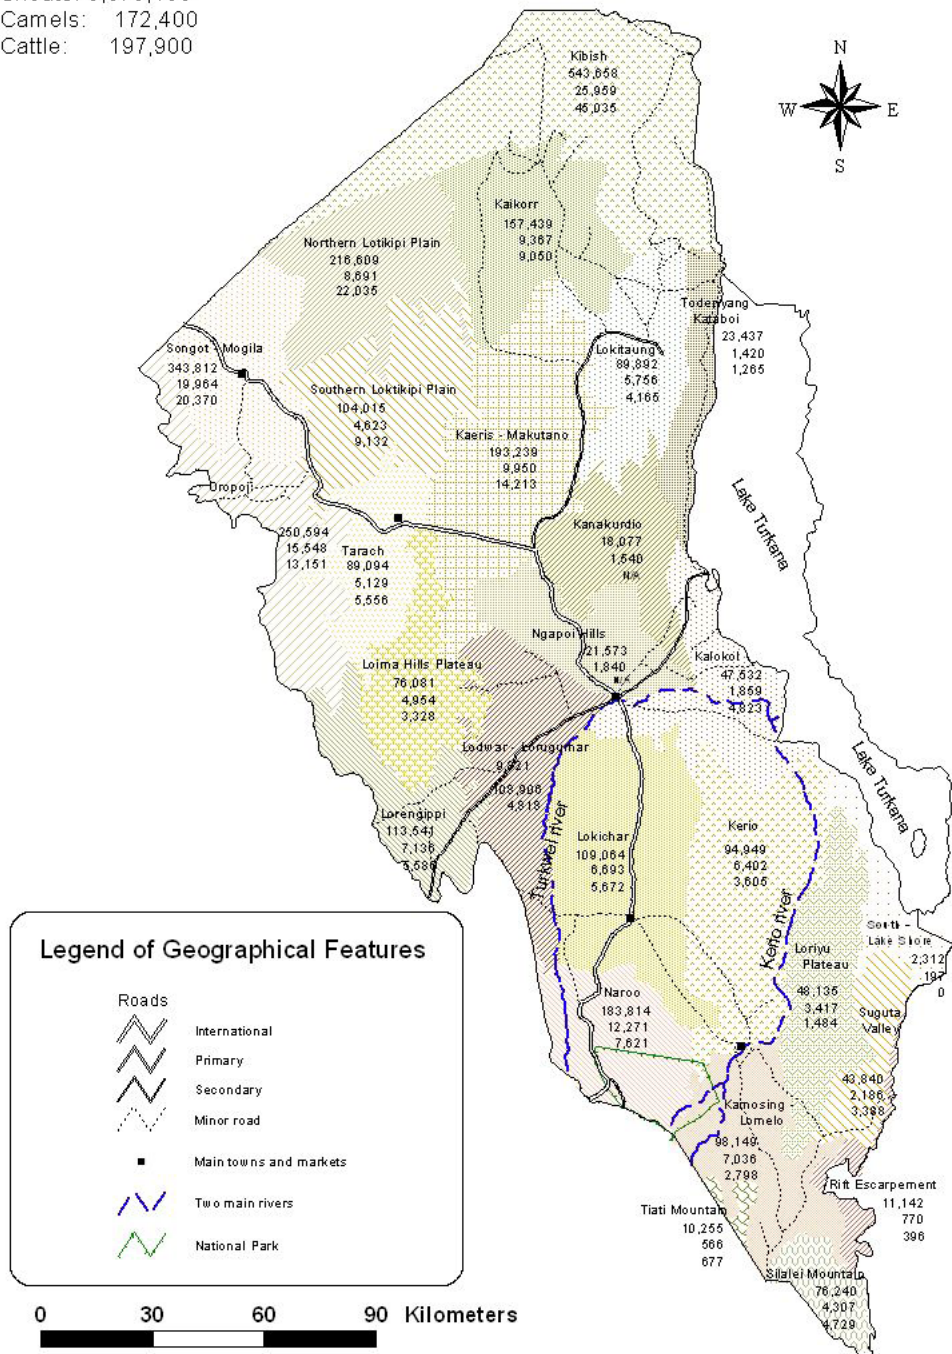 Camels: 172,400
Cattle: 197,900
N
W
E
S
Kibish
543,658
25,959
45,035
Kaikorr
157,439
9,367
9,050
Northern Lotikipi Plain
216,609
8,691
22,035
Todenyang
Kataboi
23,437
1,420
1,265
Songot - Mogila
343,812
19,964
20,370
Lokitaung
89,892
5,756
4,165
Southern Loktikipi Plain
104,015
4,623
9,132
Kaeris - Makutano
193,239
9,950
14,213
Oropoji
250,594
15,548
13,151
Lake Turkana
Kanakurdio
18,077
1,540
N/A
Tarach
89,094
5,129
5,556
Ngapoi Hills
21,573
1,840
N/A
Kalokol
47,532
1,859
4,823
Loima Hills Plateau
76,081
4,954
3,328
Lodwar - Lorugumar
108,906
Lake Turkana
Lorengippi
113,541
7,136
5,586
Turkwel river
Lokichar
109,064
6,693
5,672
Kerio
94,949
6,402
3,605
Kerio river
South -
Lake Shore
2,312
197
0
Loriyu
Plateau
48,135
3,417
1,484
Suguta
Valley
43,840
2,186
3,388
Naroo
183,814
12,271
7,621
Kamosing
Lomelo
98,149
7,036
2,798
Rift Escarpement
11,142
770
396
Tiati Mountain
10,255
566
677
Silalei Mountain
76,240
4,307
4,729
Legend of Geographical Features
Roads
International
Primary
Secondary
Minor road
Main towns and markets
Two main rivers
National Park
0 30 60 90 Kilometers